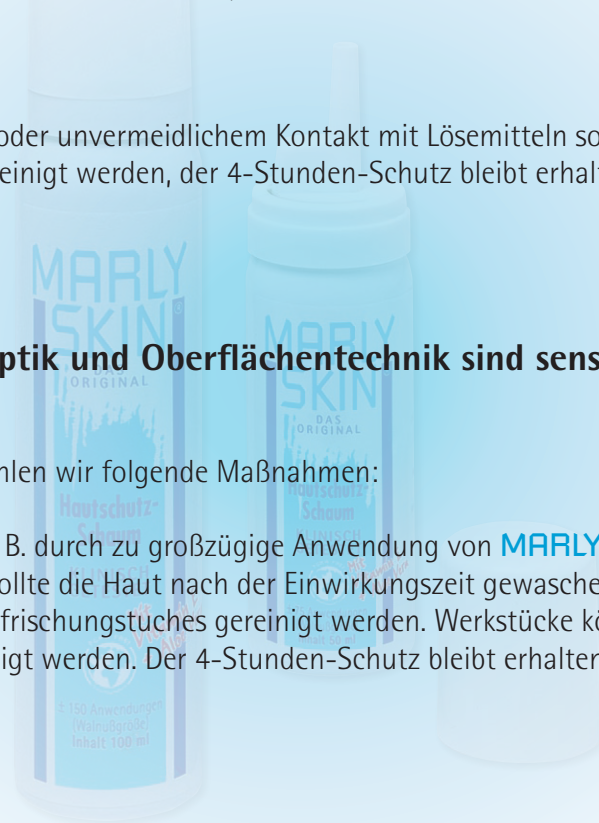 oder unvermeidlichem Kontakt mit Lösemitteln so
einigt werden, der 4-Stunden-Schutz bleibt erhalt
MARLY
SKIN®
DAS
ORIGINAL
Hautschutz-
Schaum
KLINISCH
± 150 Anwendungen
(Walnußgröße)
Inhalt 100 ml
MARLY
SKIN®
DAS
ORIGINAL
Hautschutz-
Schaum
KLINISCH
Inhalt 50 ml
ptik und Oberflächentechnik sind sens
hlen wir folgende Maßnahmen:
B. durch zu großzügige Anwendung von MARLY
ollte die Haut nach der Einwirkungszeit gewasche
frischungstuches gereinigt werden. Werkstücke kö
igt werden. Der 4-Stunden-Schutz bleibt erhalten